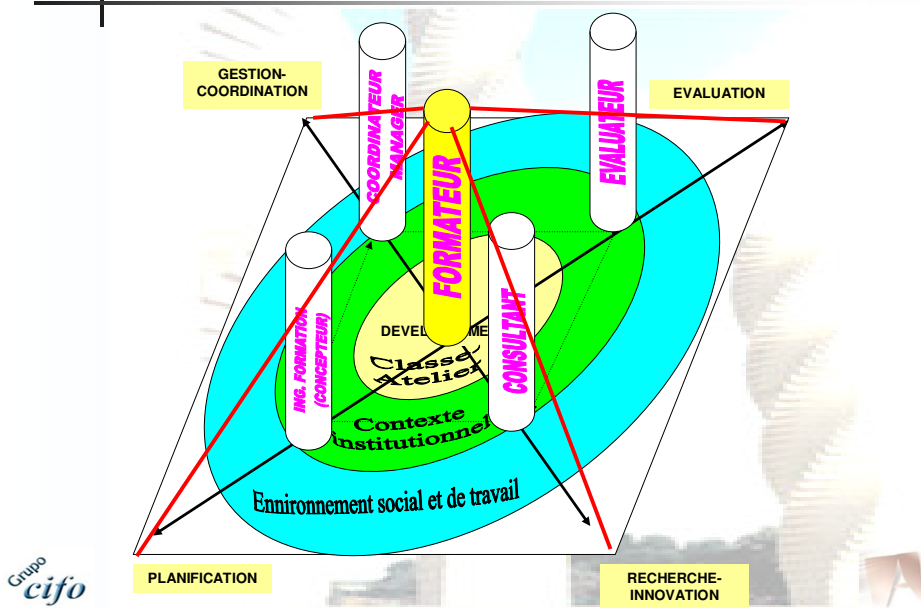 GESTION-
COORDINATION
EVALUATION
COORDINATEUR
MANAGER
EVALUATEUR
FORMATEUR
ING. FORMATION
(CONCEPTEUR)
CONSULTANT
Classe/
Atelier
Contexte
institutionnel
Ennironnement social et de travail
PLANIFICATION
RECHERCHE-
INNOVATION
Grupo
cifo